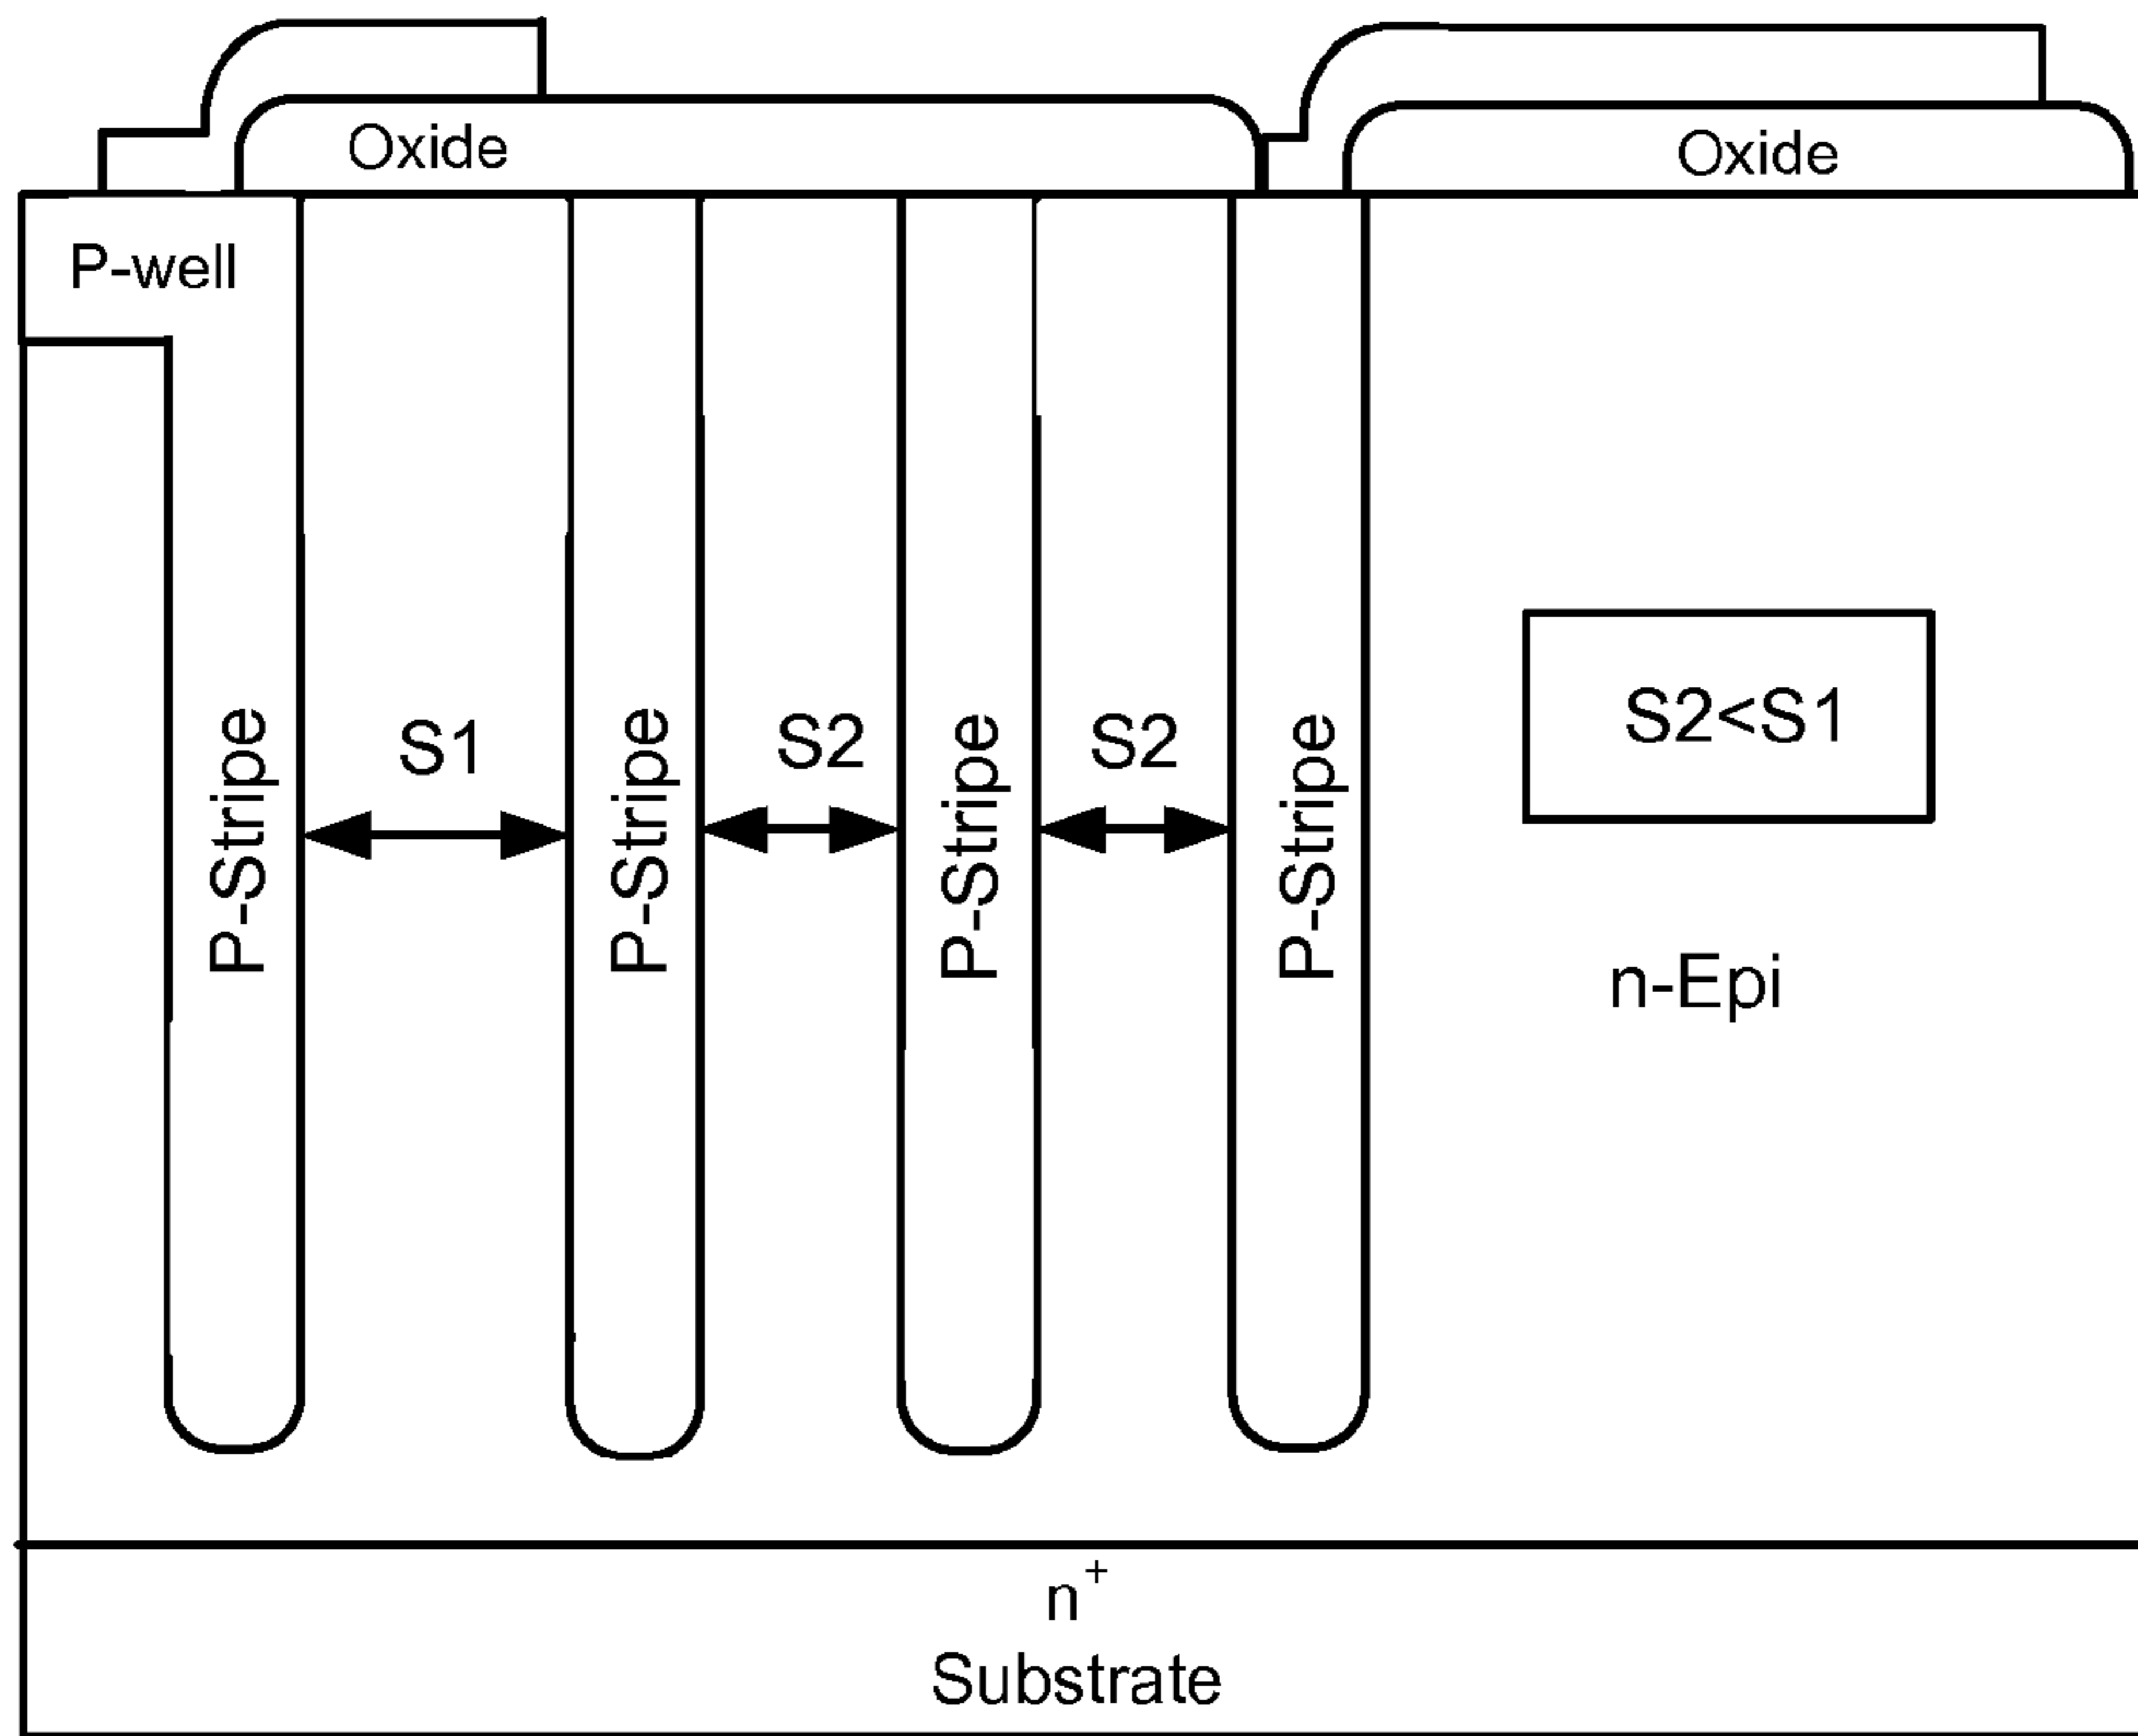 Oxide
Oxide
P-well
P-Stripe
S1
P-Stripe
S2
P-Stripe
S2
P-Stripe
S2<S1
n-Epi
n⁺
Substrate